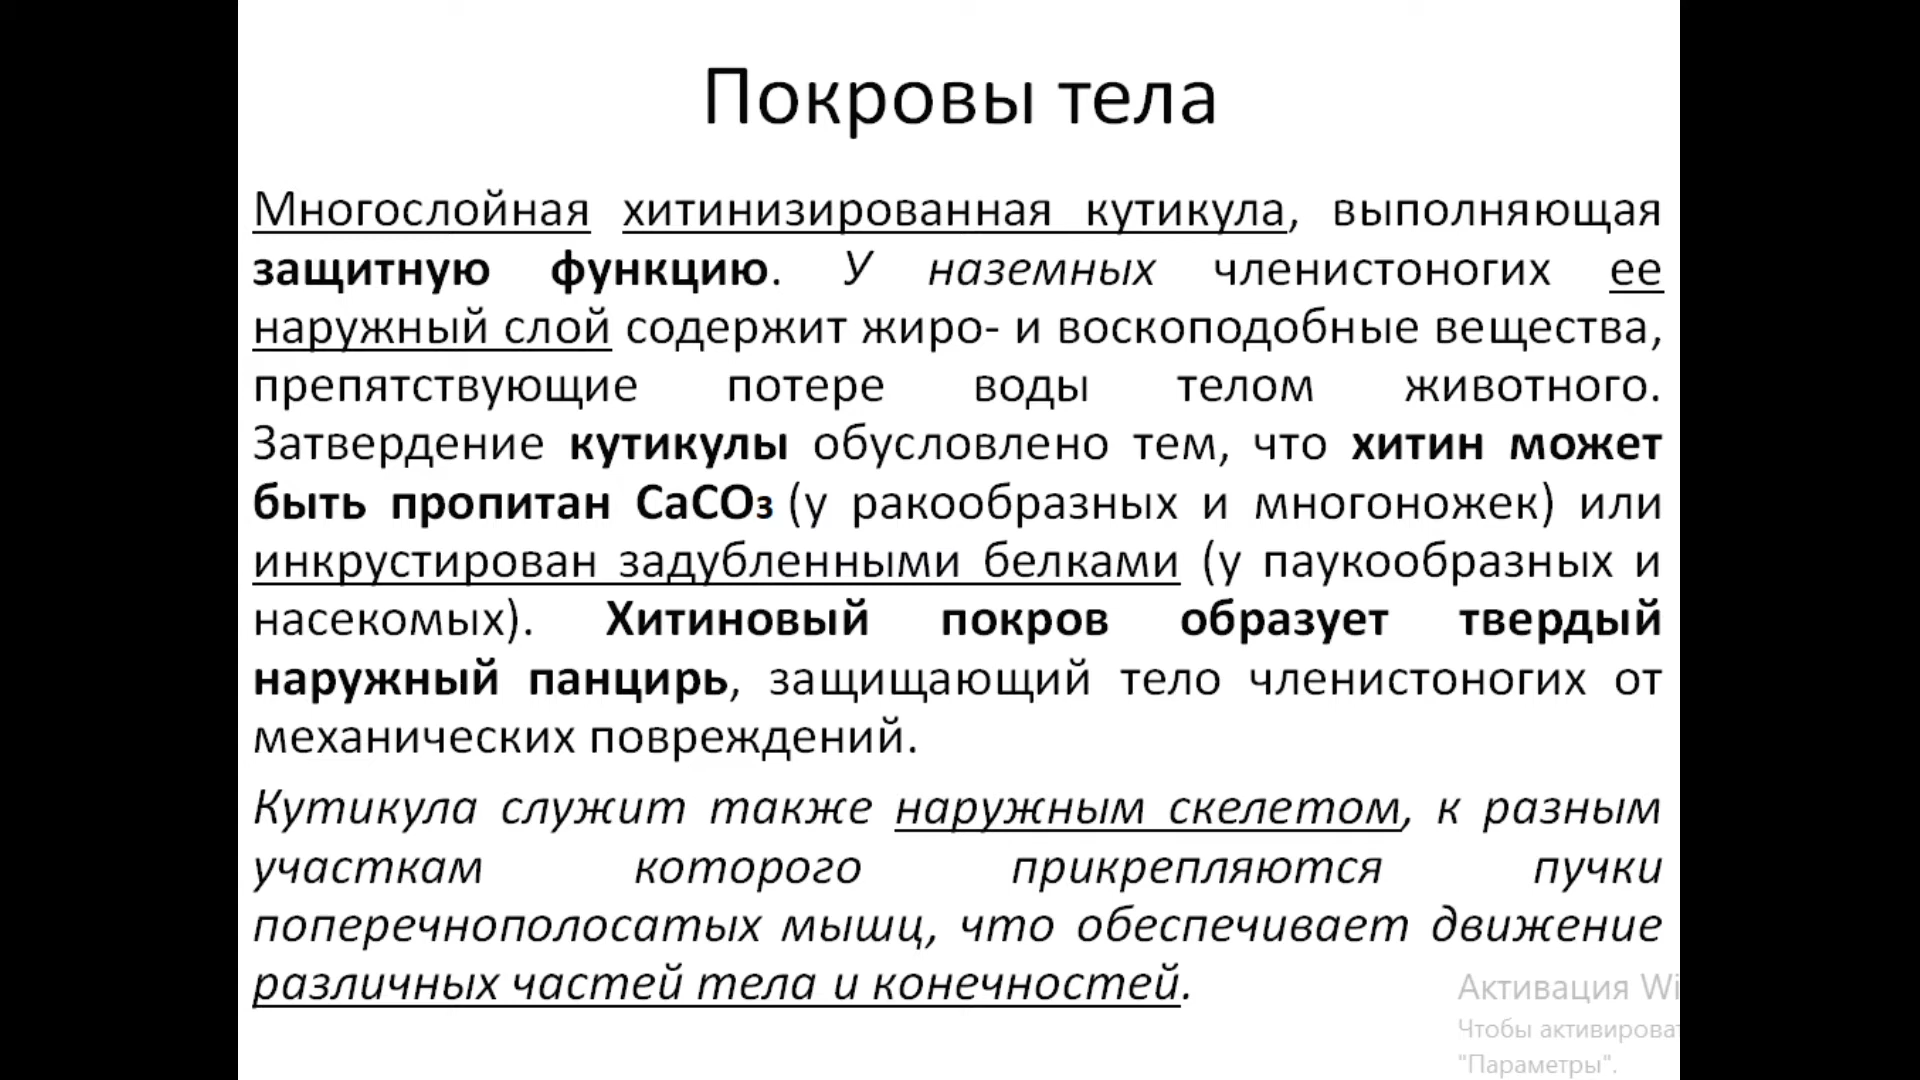 Покровы тела
Многослойная хитинизированная кутикула, выполняющая
защитную функцию. У наземных членистоногих ее
наружный слой содержит жиро- и воскоподобные вещества,
препятствующие потере воды телом животного.
Затвердение кутикулы обусловлено тем, что хитин может
быть пропитан CaCO₃ (у ракообразных и многоножек) или
инкрустирован задубленными белками (у паукообразных и
насекомых). Хитиновый покров образует твердый
наружный панцирь, защищающий тело членистоногих от
механических повреждений.
Кутикула служит также наружным скелетом, к разным
участкам которого прикрепляются пучки
поперечнополосатых мышц, что обеспечивает движение
различных частей тела и конечностей.
Активация Wi
Чтобы активироват
"Параметры".